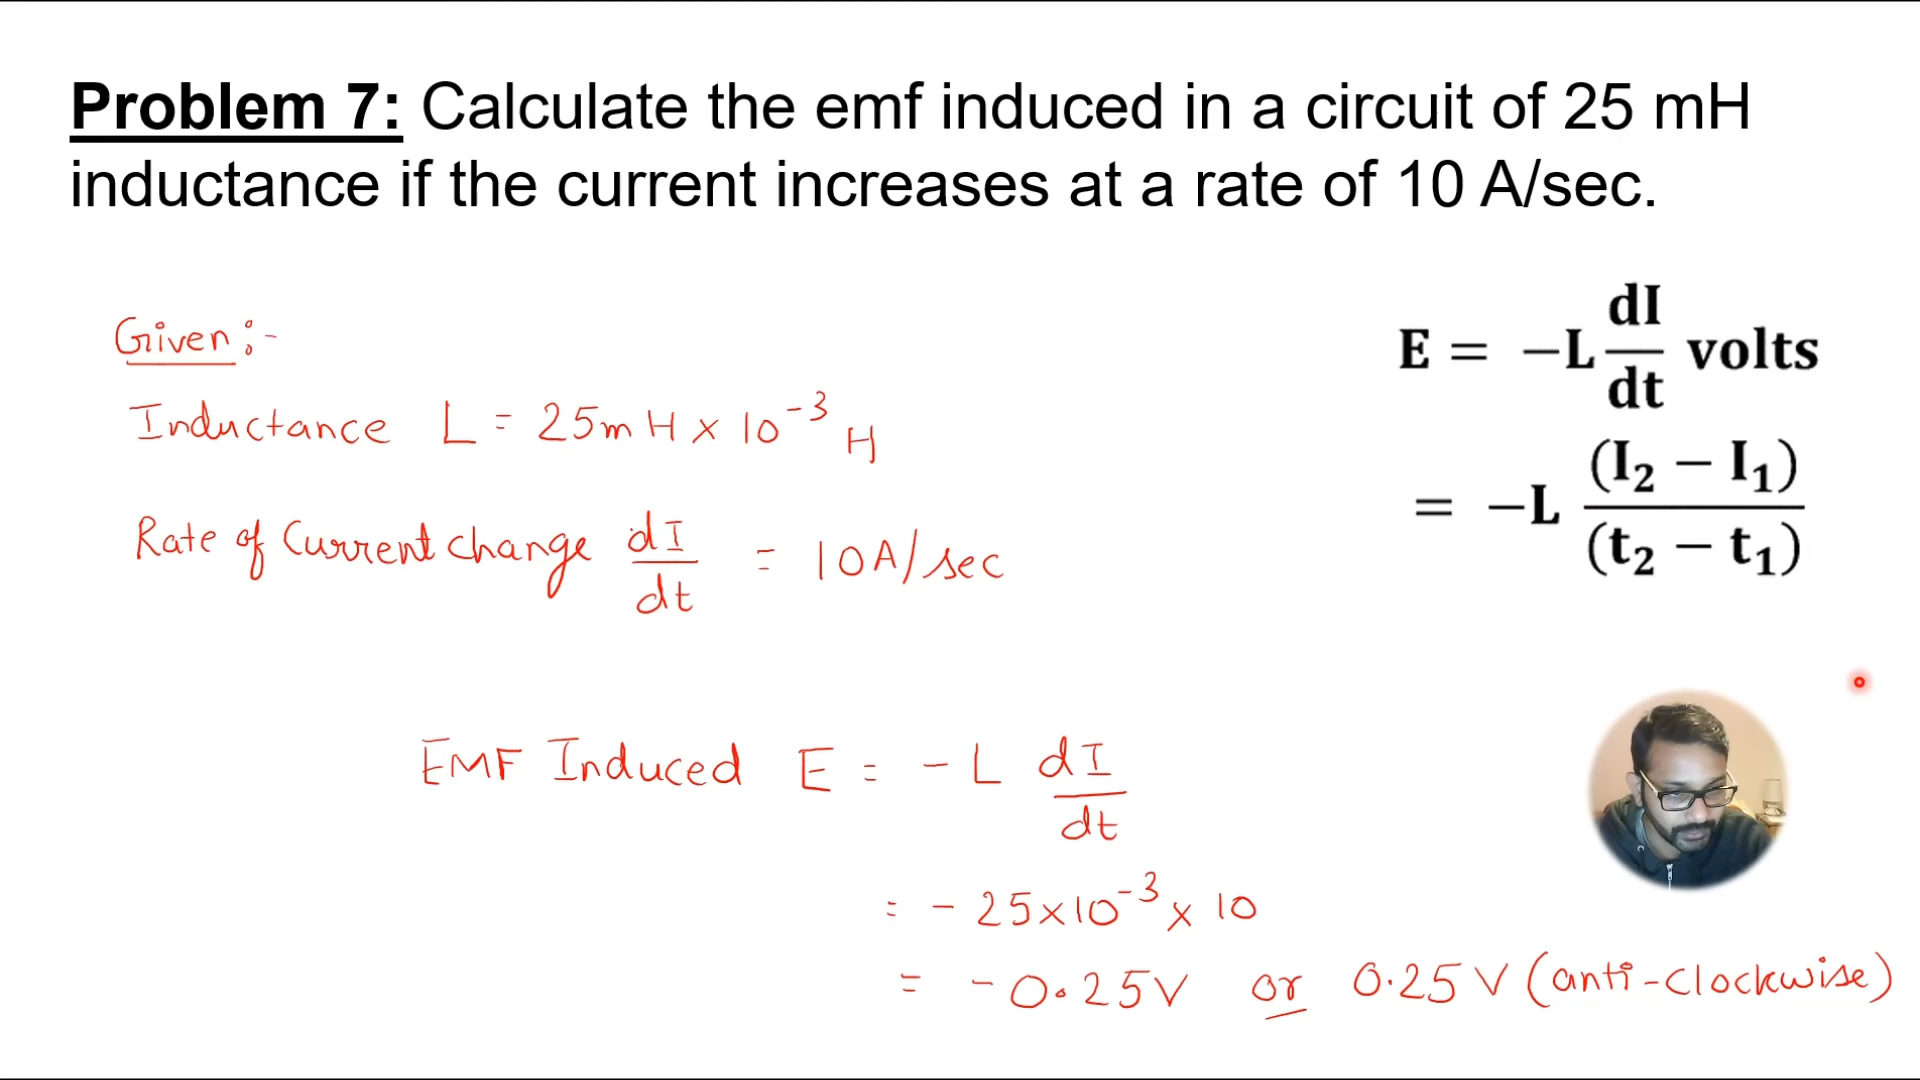 Problem 7: Calculate the emf induced in a circuit of 25 mH
inductance if the current increases at a rate of 10 A/sec.
Given:-
Inductance L = 25mH × 10⁻³ H
Rate of Current change dI/dt = 10A/sec
E = −L dI/dt volts
= −L (I₂ − I₁)/(t₂ − t₁)
EMF Induced E = - L dI/dt
= - 25×10⁻³ × 10
= - 0.25V or 0.25 V (anti-clockwise)